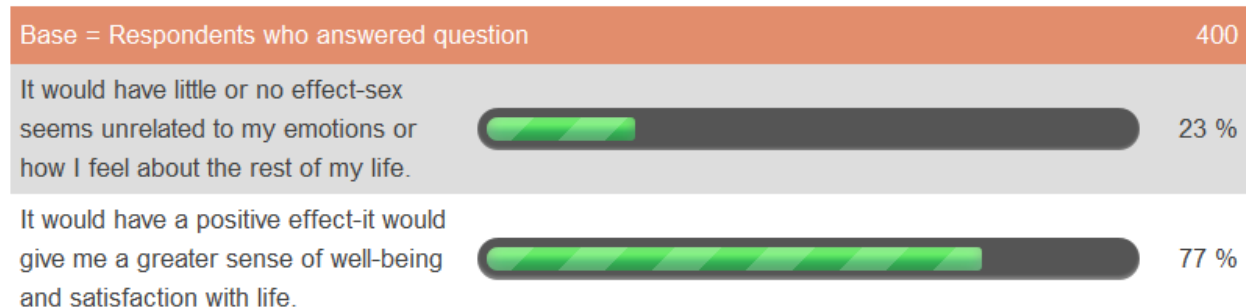 Base = Respondents who answered question 400
It would have little or no effect-sex
seems unrelated to my emotions or
how I feel about the rest of my life.
23 %
It would have a positive effect-it would
give me a greater sense of well-being
and satisfaction with life.
77 %